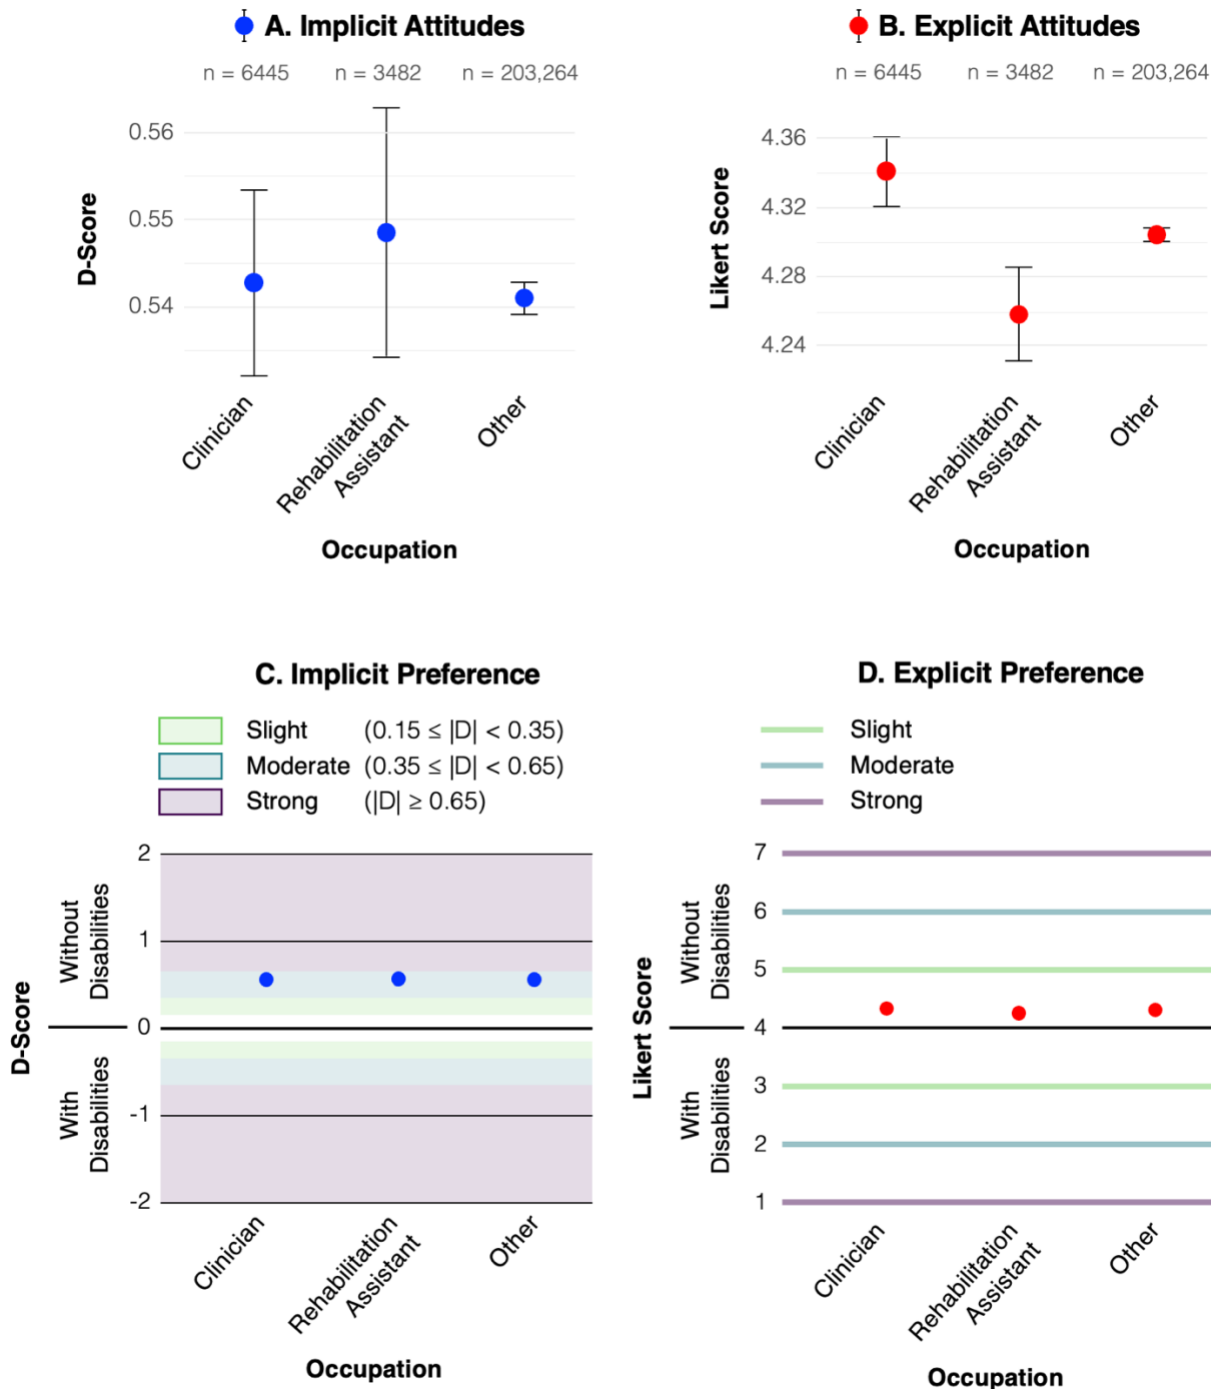 A. Implicit Attitudes
n = 6445
n = 3482
n = 203,264
0.56
0.55
0.54
D-Score
Clinician
Rehabilitation
Assistant
Other
Occupation
B. Explicit Attitudes
n = 6445
n = 3482
n = 203,264
4.36
4.32
4.28
4.24
Likert Score
Clinician
Rehabilitation
Assistant
Other
Occupation
C. Implicit Preference
Slight (0.15 ≤ |D| < 0.35)
Moderate (0.35 ≤ |D| < 0.65)
Strong (|D| ≥ 0.65)
2
1
0
-1
-2
Without
Disabilities
With
Disabilities
D-Score
Clinician
Rehabilitation
Assistant
Other
Occupation
D. Explicit Preference
Slight
Moderate
Strong
7
6
5
4
3
2
1
Without
Disabilities
With
Disabilities
Likert Score
Clinician
Rehabilitation
Assistant
Other
Occupation